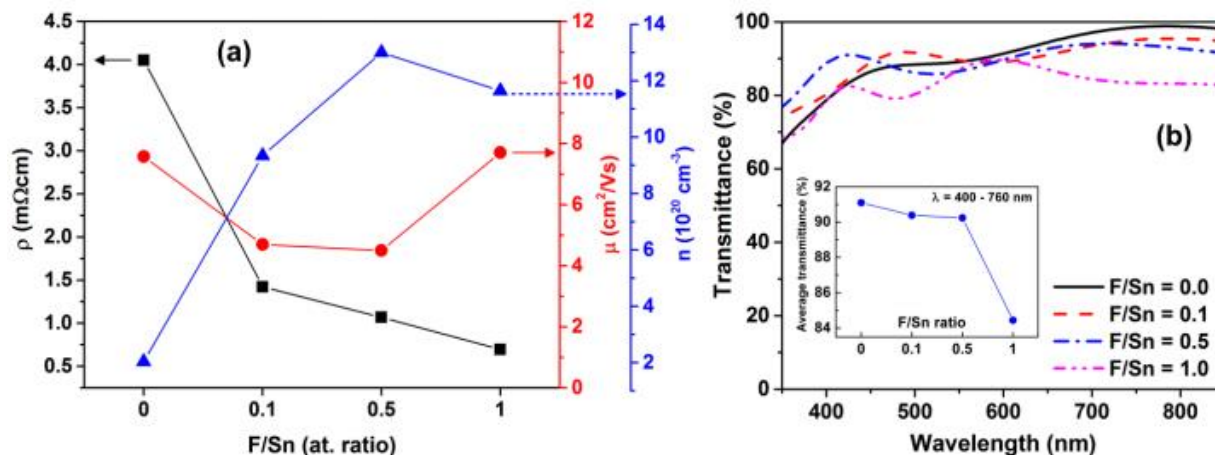 (a)
4.5
4.0
3.5
3.0
2.5
2.0
1.5
1.0
0.5
ρ (mΩcm)
0 0.1 0.5 1
F/Sn (at. ratio)
12
10
8
6
4
2
0
μ (cm²/Vs)
14
12
10
8
6
4
2
n (10²⁰ cm⁻³)
(b)
100
80
60
40
20
0
Transmittance (%)
400 500 600 700 800
Wavelength (nm)
92
90
88
86
84
Average transmittance (%)
λ = 400 - 760 nm
F/Sn ratio
0 0.1 0.5 1
F/Sn = 0.0
F/Sn = 0.1
F/Sn = 0.5
F/Sn = 1.0